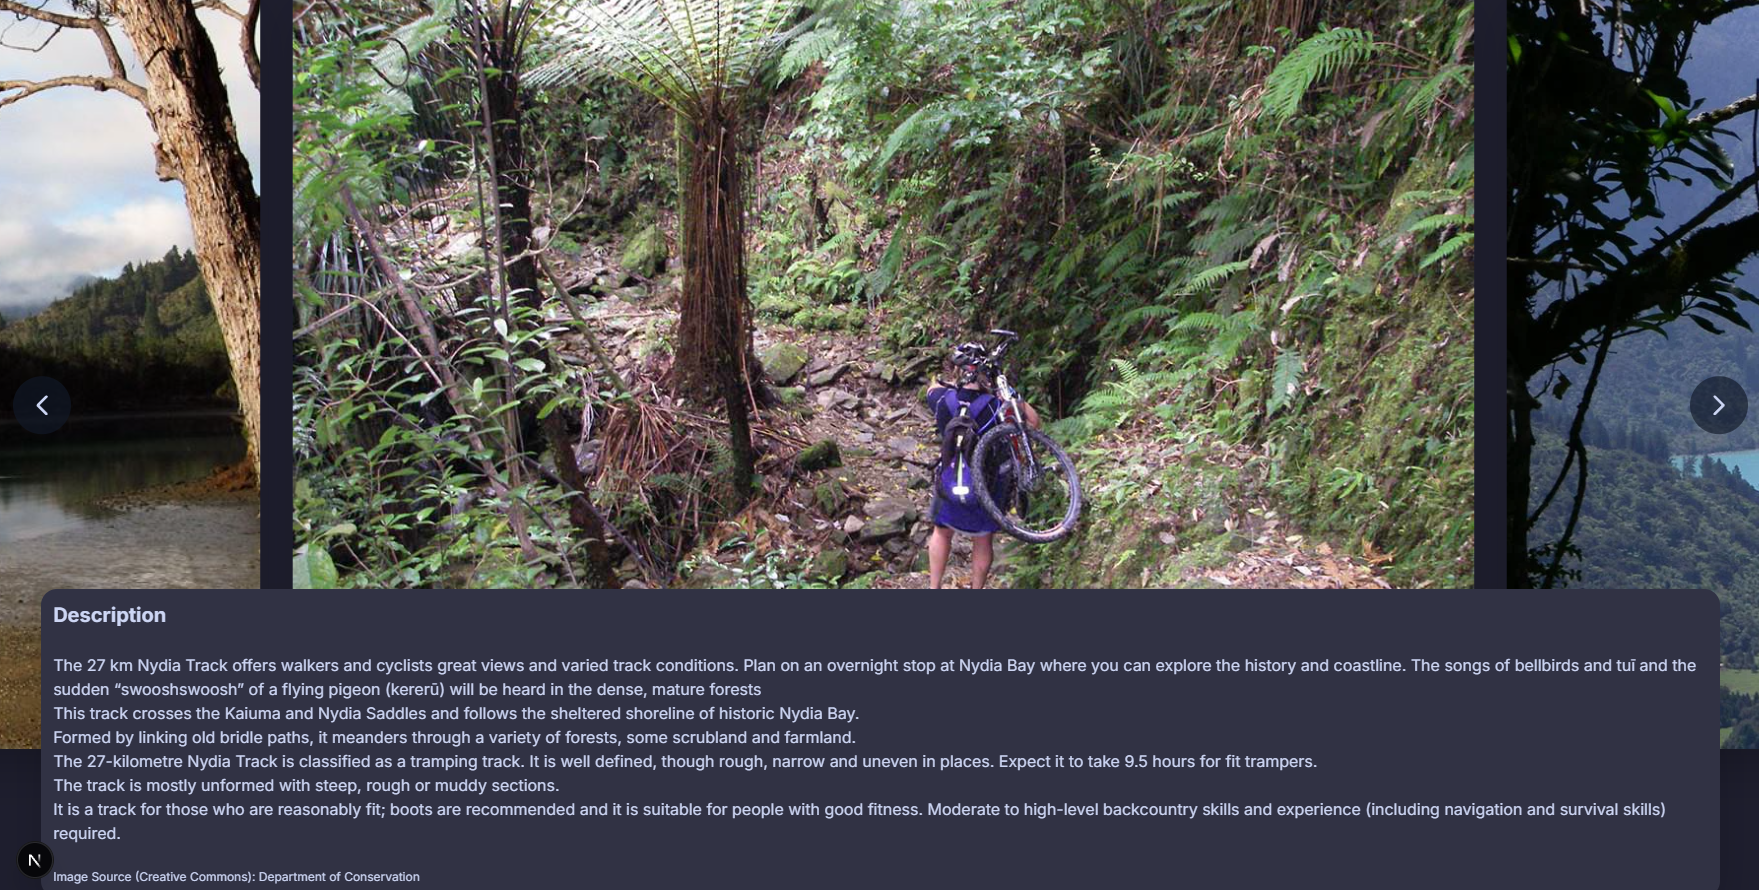 Description
The 27 km Nydia Track offers walkers and cyclists great views and varied track conditions. Plan on an overnight stop at Nydia Bay where you can explore the history and coastline. The songs of bellbirds and tuī and the
sudden “swooshswoosh” of a flying pigeon (kererū) will be heard in the dense, mature forests
This track crosses the Kaiuma and Nydia Saddles and follows the sheltered shoreline of historic Nydia Bay.
Formed by linking old bridle paths, it meanders through a variety of forests, some scrubland and farmland.
The 27-kilometre Nydia Track is classified as a tramping track. It is well defined, though rough, narrow and uneven in places. Expect it to take 9.5 hours for fit trampers.
The track is mostly unformed with steep, rough or muddy sections.
It is a track for those who are reasonably fit; boots are recommended and it is suitable for people with good fitness. Moderate to high-level backcountry skills and experience (including navigation and survival skills)
required.
N
Image Source (Creative Commons): Department of Conservation